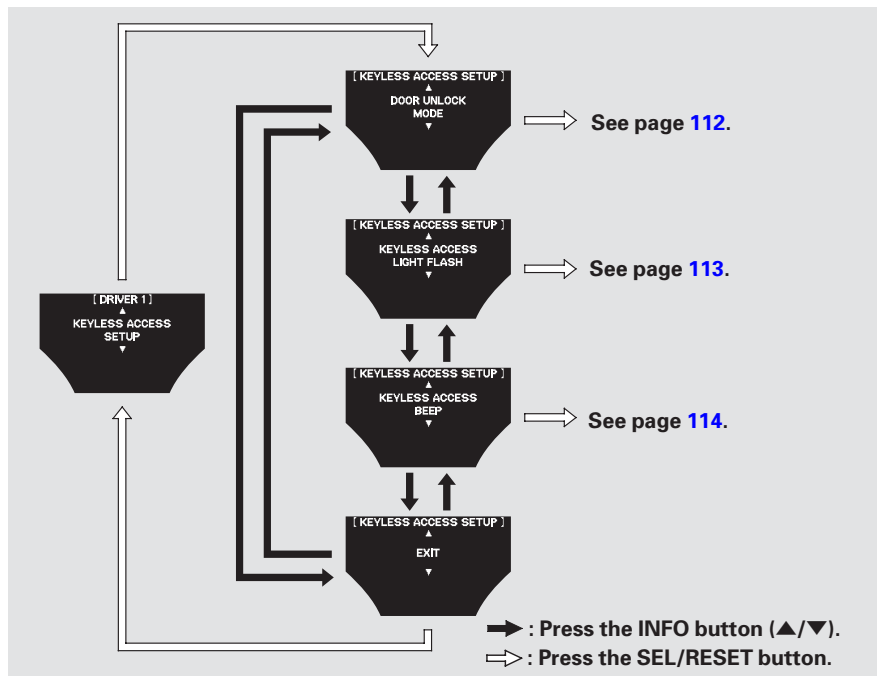 [ KEYLESS ACCESS SETUP ]
▲
DOOR UNLOCK
MODE
▼
See page 112.
[ KEYLESS ACCESS SETUP ]
▲
KEYLESS ACCESS
LIGHT FLASH
▼
See page 113.
[ DRIVER 1 ]
▲
KEYLESS ACCESS
SETUP
▼
[ KEYLESS ACCESS SETUP ]
▲
KEYLESS ACCESS
BEEP
▼
See page 114.
[ KEYLESS ACCESS SETUP ]
▲
EXIT
▼
: Press the INFO button (▲/▼).
: Press the SEL/RESET button.